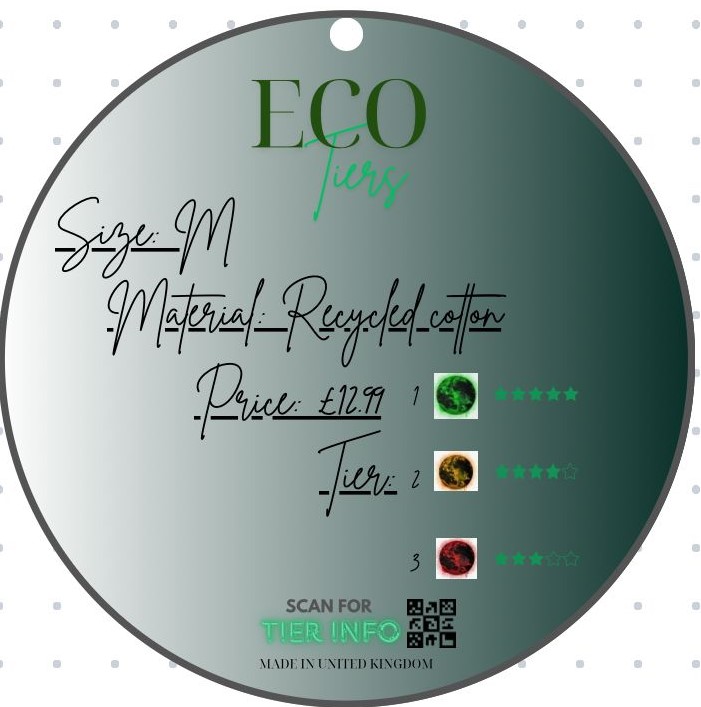 ECO
Tiers
Size: M
Material: Recycled cotton
Price: £12.99
1
Tier: 2
3
SCAN FOR
TIER INFO
MADE IN UNITED KINGDOM